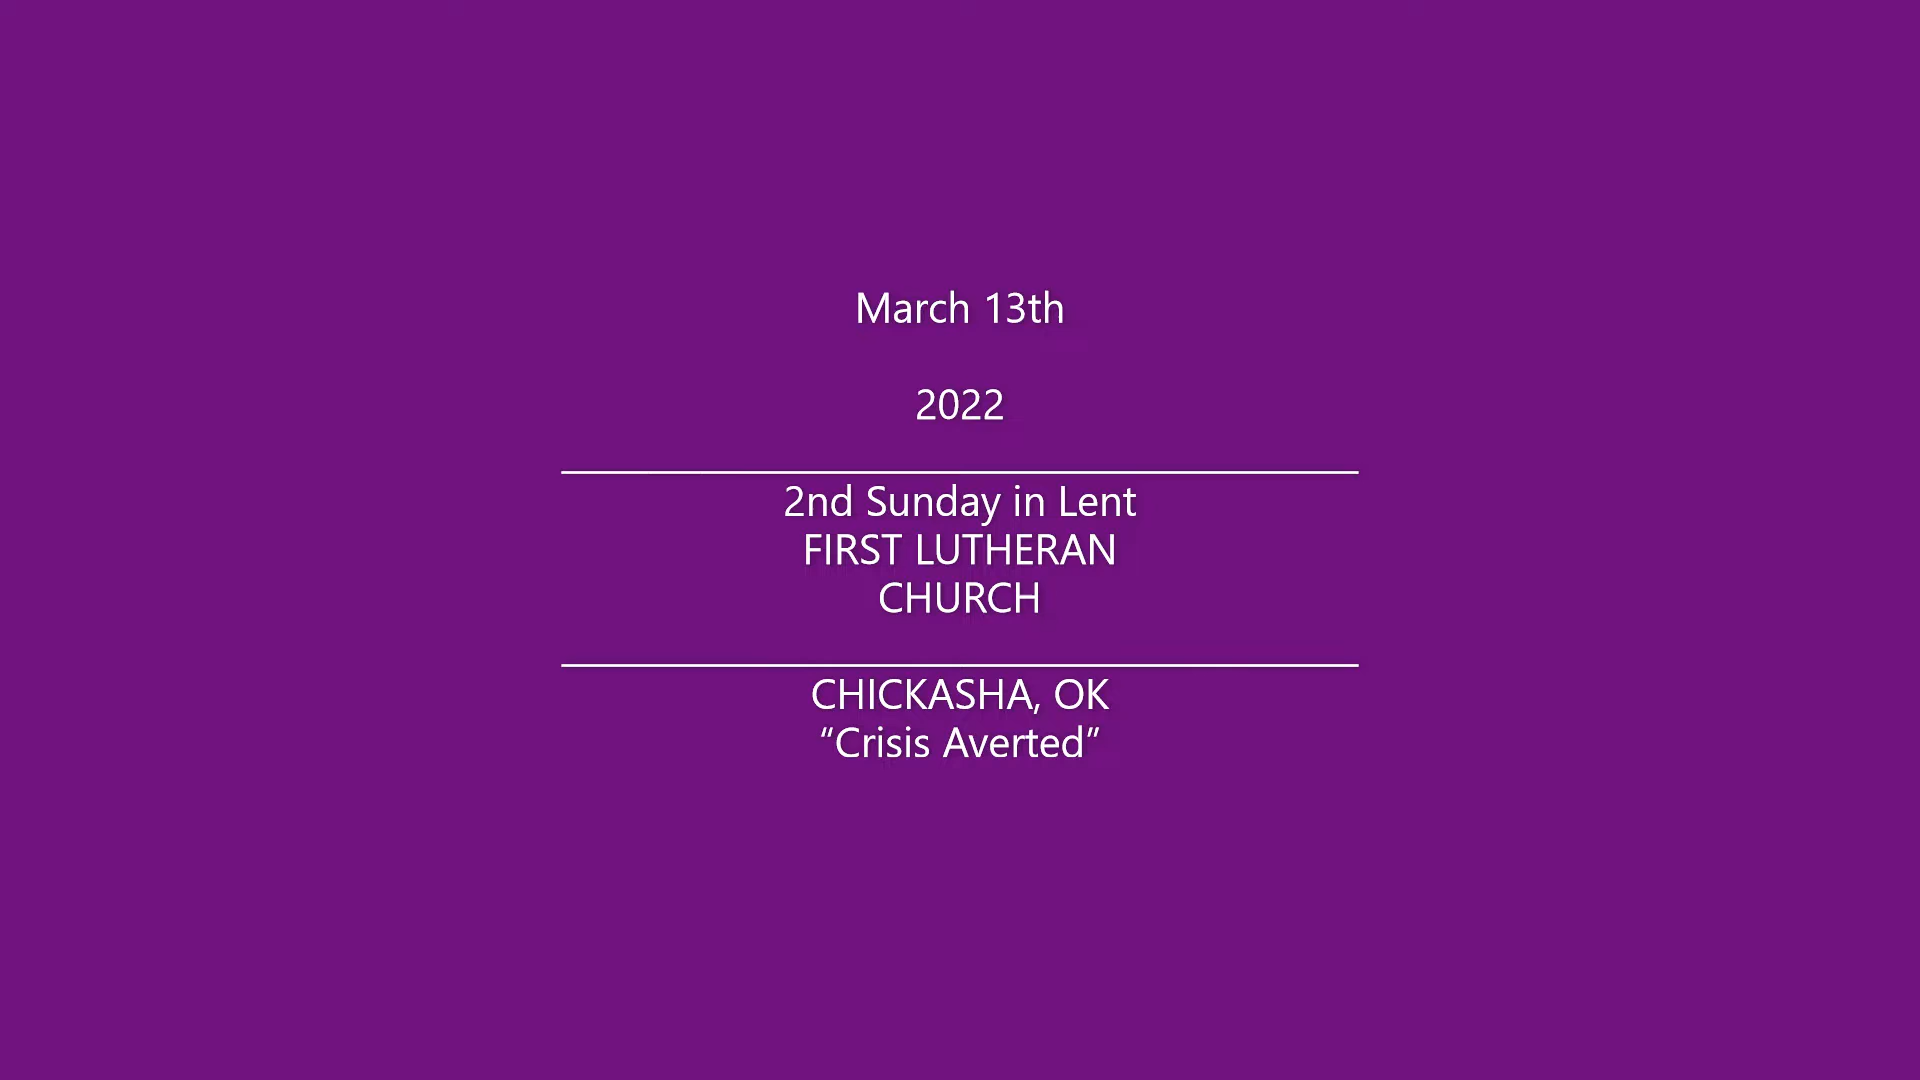 March 13th
2022
2nd Sunday in Lent
FIRST LUTHERAN
CHURCH
CHICKASHA, OK
“Crisis Averted”